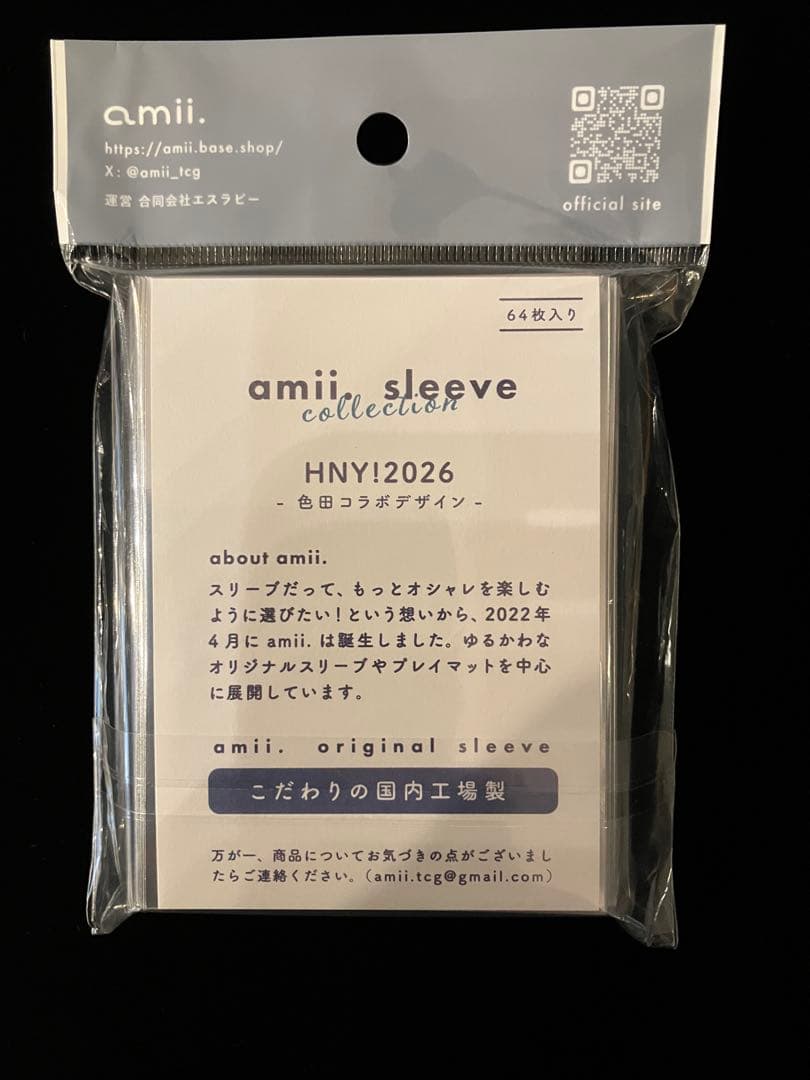 amii.
https://amii.base.shop/
X: @amii_tcg
運営 合同会社エスラビー
official site
64枚入り
amii. sleeve
collection
HNY!2026
- 色田コラボデザイン -
about amii.
スリーブだって、もっとオシャレを楽しむ
ように選びたい！という想いから、2022年
4月に amii. は誕生しました。ゆるかわな
オリジナルスリーブやプレイマットを中心
に展開しています。
amii. original sleeve
こだわりの国内工場製
万が一、商品についてお気づきの点がございまし
たらご連絡ください。（amii.tcg@gmail.com）